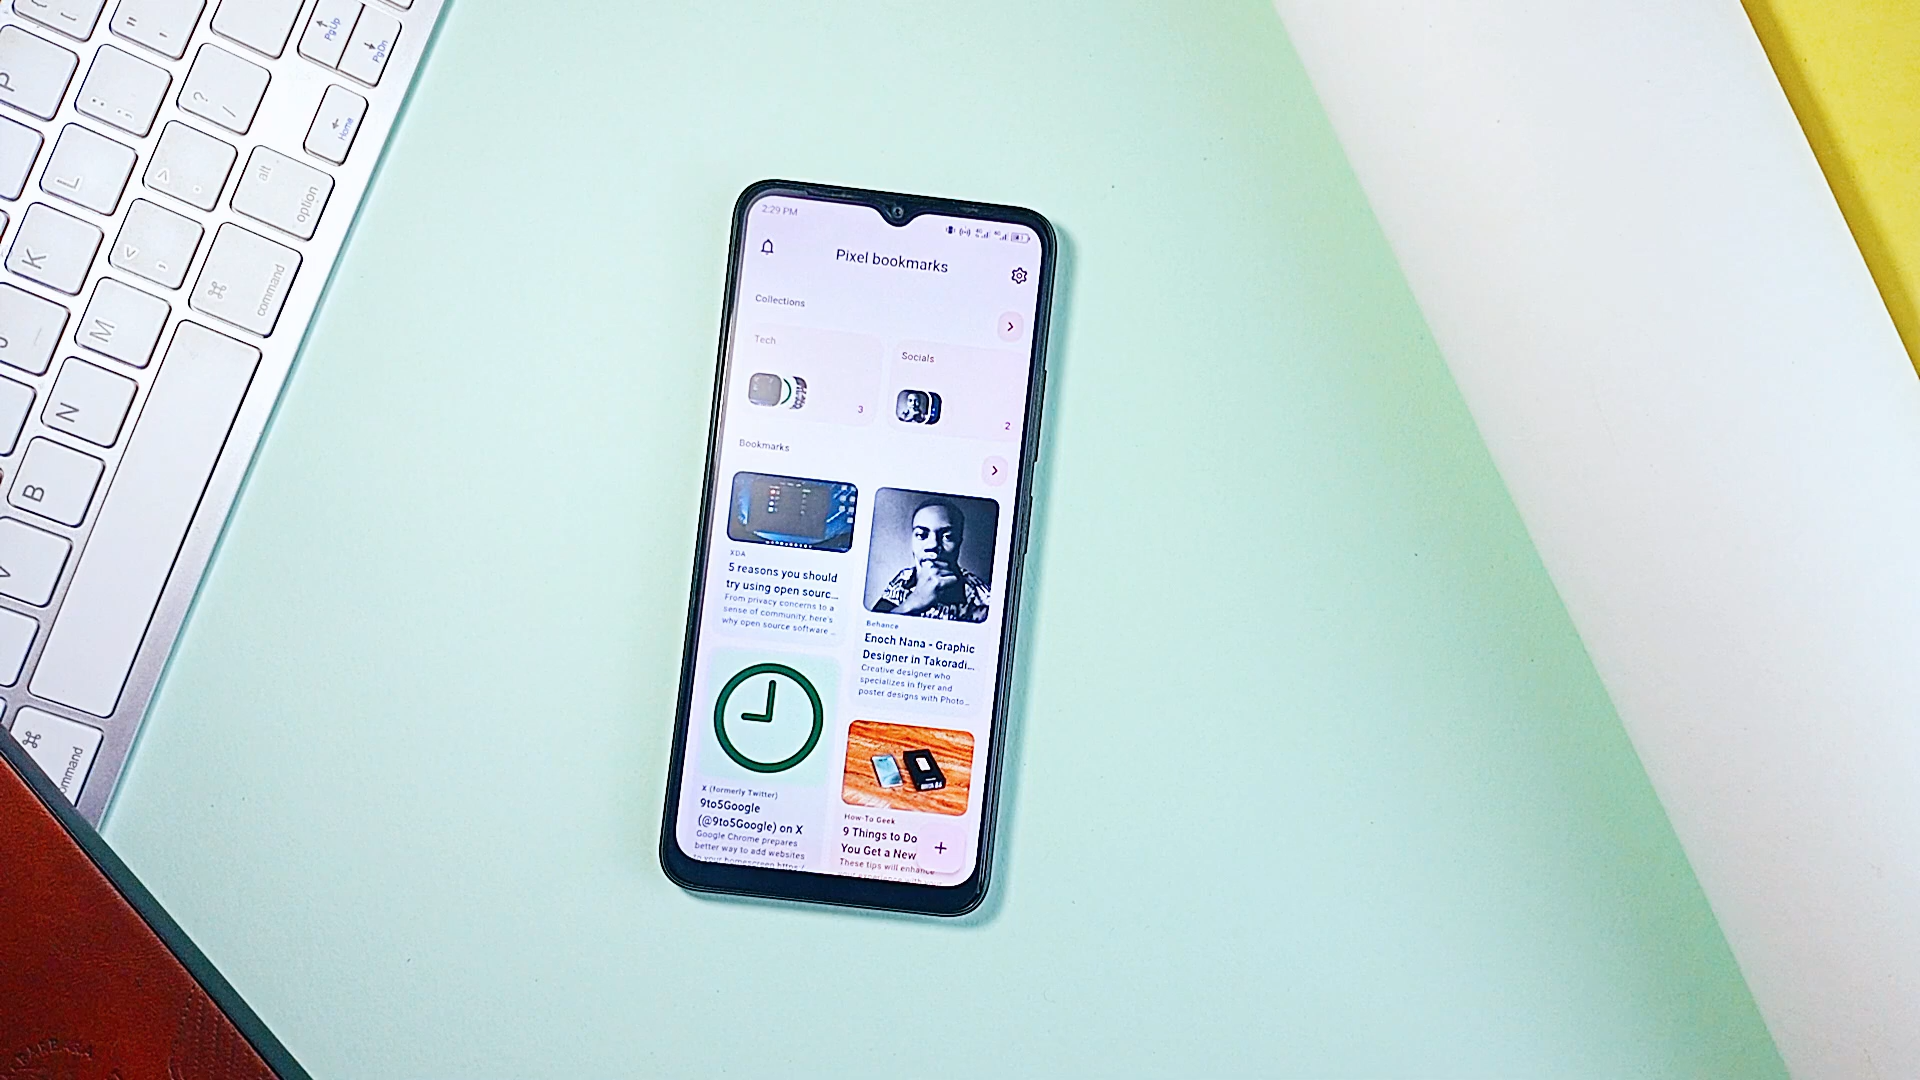 2:29 PM
Pixel bookmarks
Collections
Tech
3
Socials
2
Bookmarks
XDA
5 reasons you should
try using open sourc...
From privacy concerns to a
sense of community, here's
why open source software ...
Behance
Enoch Nana - Graphic
Designer in Takoradi...
Creative designer who
specializes in flyer and
poster designs with Photo...
X (formerly Twitter)
9to5Google
(@9to5Google) on X
Google Chrome prepares
better way to add websites
to your homescreen
How-To Geek
9 Things to Do
You Get a New
These tips will enhance
+
PgUp
PgDn
Home
P
: ;
? /
L
> .
alt
option
K
< ,
⌘
command
J
M
N
B
V
⌘
command